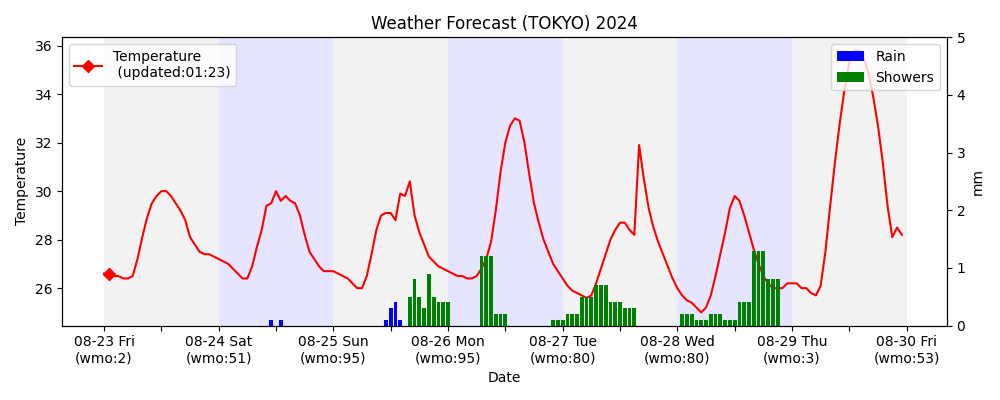 Weather Forecast (TOKYO) 2024
Temperature
(updated:01:23)
Rain
Showers
Temperature
36
34
32
30
28
26
5
4
3
2
1
0
mm
08-23 Fri
(wmo:2)
08-24 Sat
(wmo:51)
08-25 Sun
(wmo:95)
08-26 Mon
(wmo:95)
08-27 Tue
(wmo:80)
08-28 Wed
(wmo:80)
08-29 Thu
(wmo:3)
08-30 Fri
(wmo:53)
Date